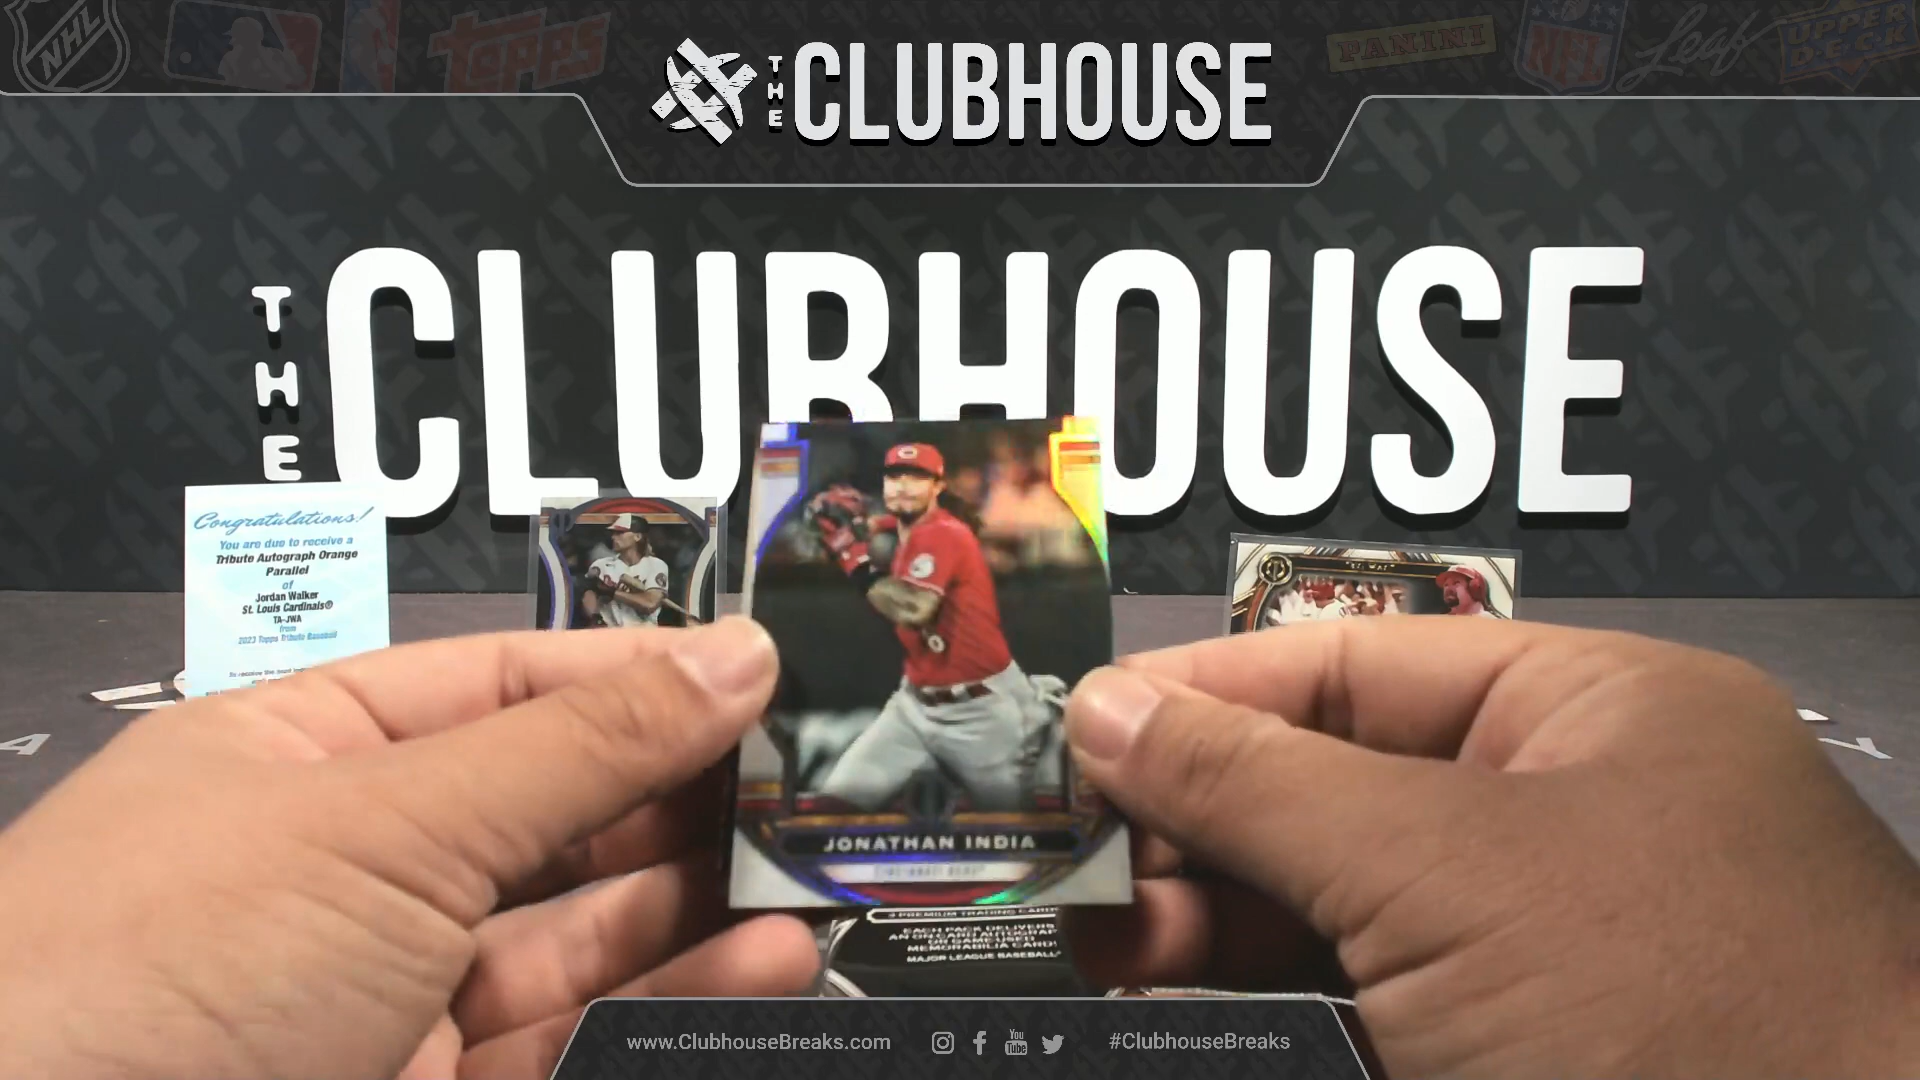 NHL
TOPPS
PANINI
NFL
Leaf
UPPER
DECK
THE CLUBHOUSE
THE CLUBHOUSE
Congratulations!
You are due to receive a
Tribute Autograph Orange
Parallel
of
Jordan Walker
St. Louis Cardinals®
TA-JWA
from
2023 Topps Tribute Baseball
JONATHAN INDIA
CINCINNATI REDS
PREMIUM TRADING CARDS
EACH PACK DELIVERS
AN ON-CARD AUTOGRAPH
OR GAME-USED
MEMORABILIA CARD!
MAJOR LEAGUE BASEBALL
www.ClubhouseBreaks.com
You
Tube
#ClubhouseBreaks